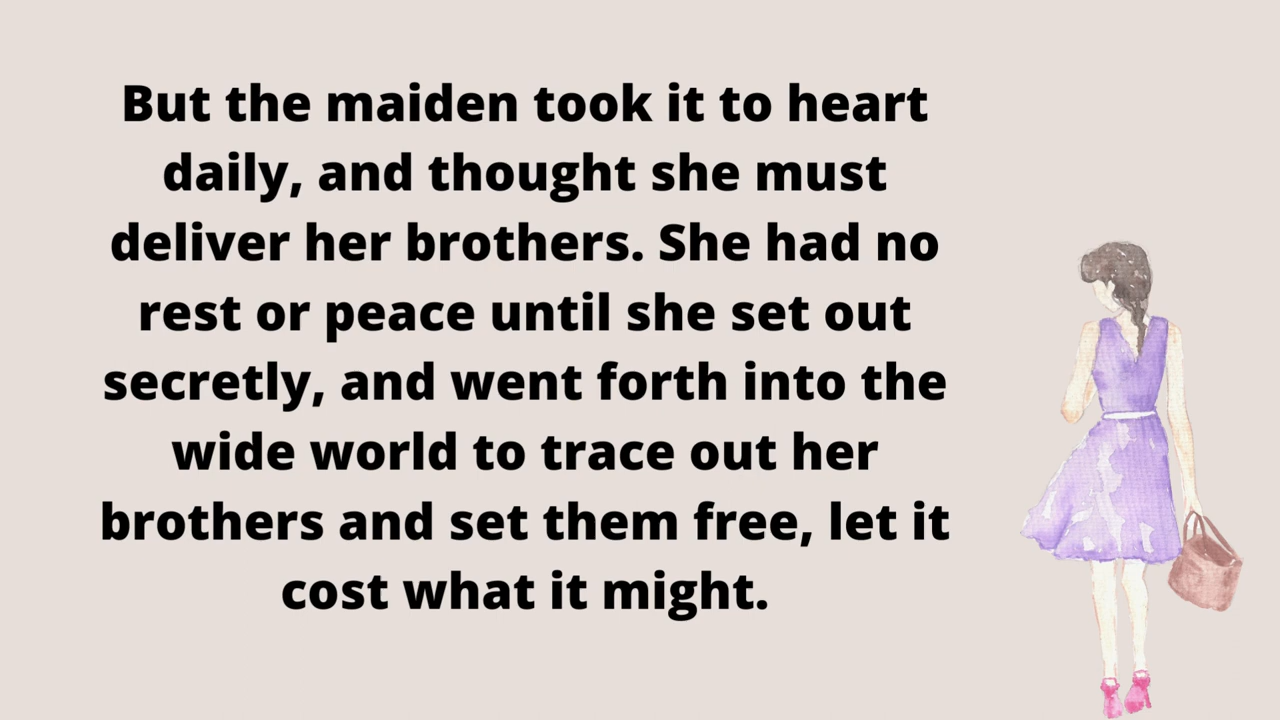 But the maiden took it to heart
daily, and thought she must
deliver her brothers. She had no
rest or peace until she set out
secretly, and went forth into the
wide world to trace out her
brothers and set them free, let it
cost what it might.